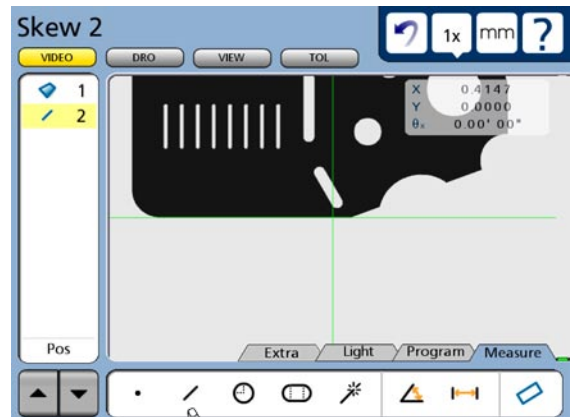 Skew 2
1x mm ?
VIDEO DRO VIEW TOL
1
2
X 0.4147
Y 0.0000
θx 0.00' 00"
Pos
Extra Light Program Measure